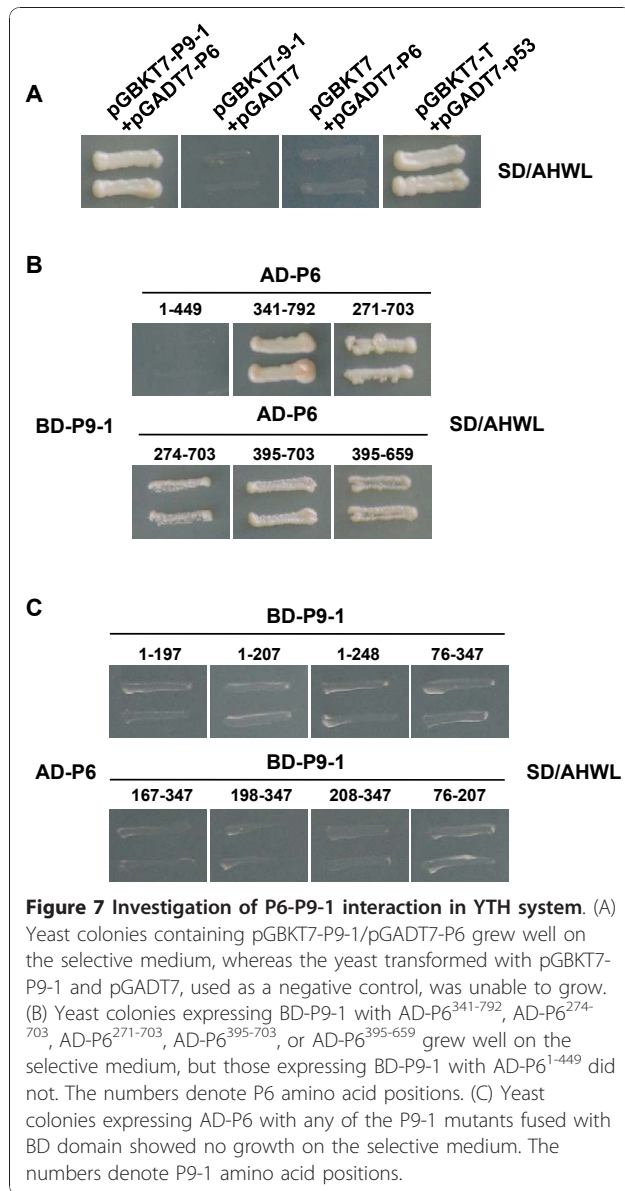 A
pGBKT7-P9-1
+pGADT7-P6
pGBKT7-9-1
+pGADT7
pGBKT7
+pGADT7-P6
pGBKT7-T
+pGADT7-p53
SD/AHWL
B
AD-P6
1-449 341-792 271-703
BD-P9-1
AD-P6
SD/AHWL
274-703 395-703 395-659
C
BD-P9-1
1-197 1-207 1-248 76-347
AD-P6
BD-P9-1
SD/AHWL
167-347 198-347 208-347 76-207
Figure 7 Investigation of P6-P9-1 interaction in YTH system. (A)
Yeast colonies containing pGBKT7-P9-1/pGADT7-P6 grew well on
the selective medium, whereas the yeast transformed with pGBKT7-
P9-1 and pGADT7, used as a negative control, was unable to grow.
(B) Yeast colonies expressing BD-P9-1 with AD-P6341-792, AD-P6274-
703, AD-P6271-703, AD-P6395-703, or AD-P6395-659 grew well on the
selective medium, but those expressing BD-P9-1 with AD-P61-449 did
not. The numbers denote P6 amino acid positions. (C) Yeast
colonies expressing AD-P6 with any of the P9-1 mutants fused with
BD domain showed no growth on the selective medium. The
numbers denote P9-1 amino acid positions.